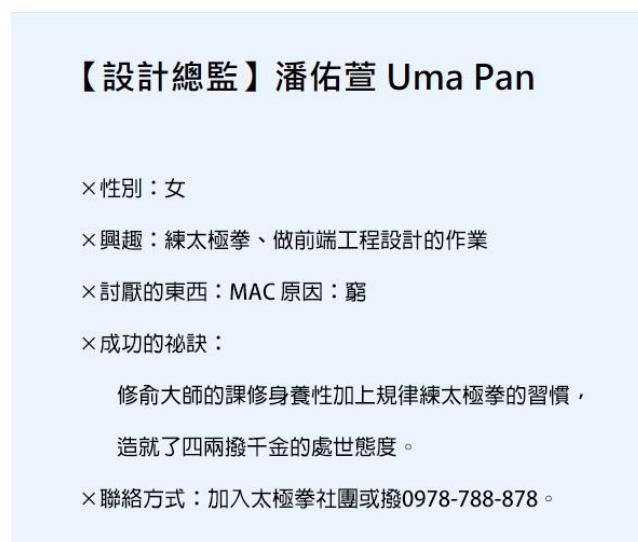 【設計總監】潘佑萱 Uma Pan
×性別：女
×興趣：練太極拳、做前端工程設計的作業
×討厭的東西：MAC 原因：窮
×成功的祕訣：
修俞大師的課修身養性加上規律練太極拳的習慣，
造就了四兩撥千金的處世態度。
×聯絡方式：加入太極拳社團或撥0978-788-878。